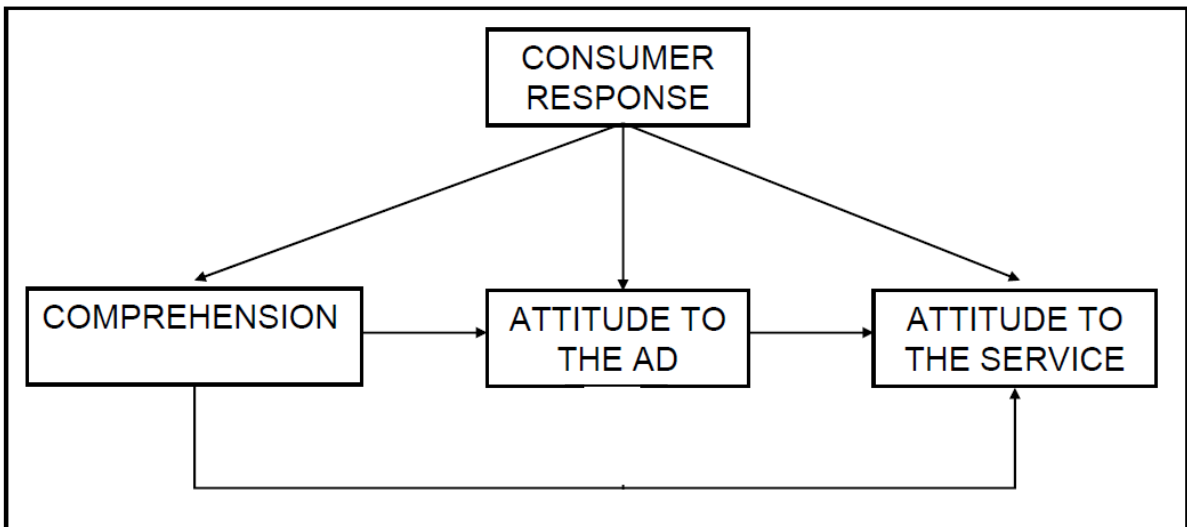 CONSUMER
RESPONSE
COMPREHENSION
ATTITUDE TO
THE AD
ATTITUDE TO
THE SERVICE